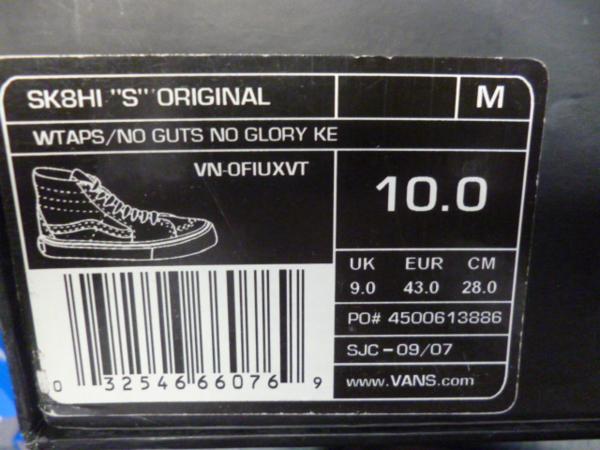 SK8HI "S" ORIGINAL
M
WTAPS/NO GUTS NO GLORY KE
VN-0FIUXVT
10.0
UK EUR CM
9.0 43.0 28.0
PO# 4500613886
SJC-09/07
www.VANS.com
0 32546 66076 9